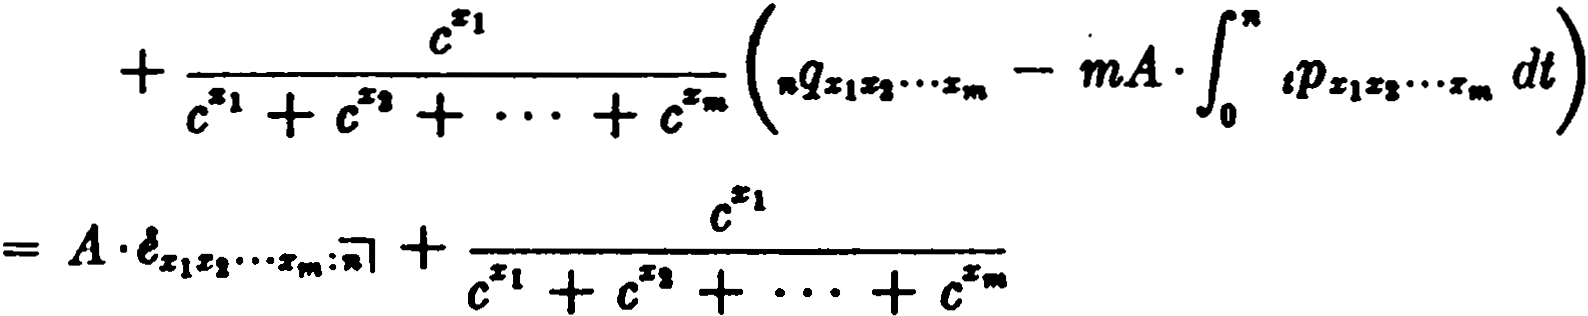 $+ \frac{c^{x_1}}{c^{x_1} + c^{x_2} + \cdots + c^{x_m}} \left( {}_nq_{x_1x_2\cdots x_m} - mA \cdot \int_0^n {}_tp_{x_1x_2\cdots x_m} \, dt \right)$
$= A \cdot \mathring{e}_{x_1x_2\cdots x_m:\overline{n}|} + \frac{c^{x_1}}{c^{x_1} + c^{x_2} + \cdots + c^{x_m}}$